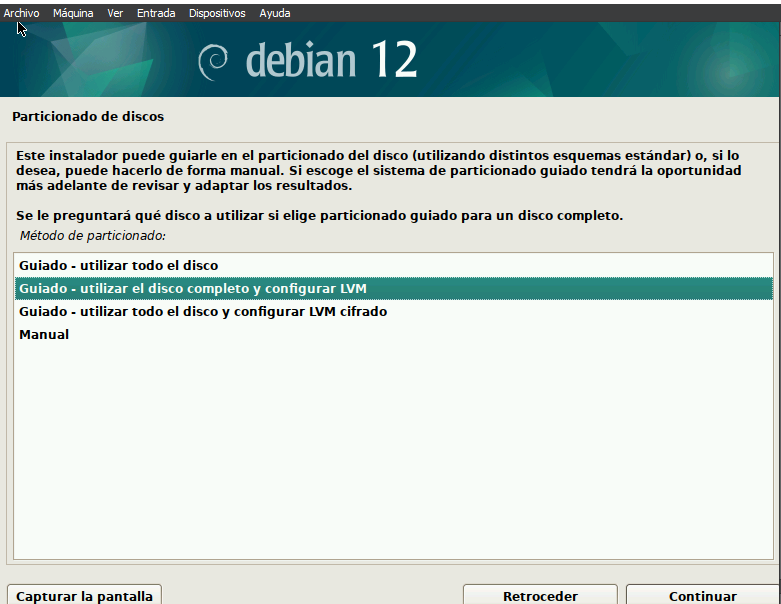 Archivo Máquina Ver Entrada Dispositivos Ayuda
debian 12
Particionado de discos
Este instalador puede guiarle en el particionado del disco (utilizando distintos esquemas estándar) o, si lo
desea, puede hacerlo de forma manual. Si escoge el sistema de particionado guiado tendrá la oportunidad
más adelante de revisar y adaptar los resultados.
Se le preguntará qué disco a utilizar si elige particionado guiado para un disco completo.
Método de particionado:
Guiado - utilizar todo el disco
Guiado - utilizar el disco completo y configurar LVM
Guiado - utilizar todo el disco y configurar LVM cifrado
Manual
Capturar la pantalla Retroceder Continuar